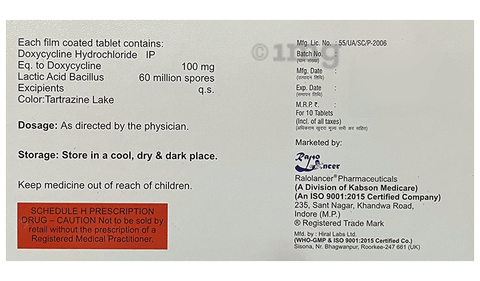 Each film coated tablet contains:
Doxycycline Hydrochloride IP
Eq. to Doxycycline 100 mg
Lactic Acid Bacillus 60 million spores
Excipients q.s.
Color:Tartrazine Lake
Dosage: As directed by the physician.
Storage: Store in a cool, dry & dark place.
Keep medicine out of reach of children.
SCHEDULE H PRESCRIPTION
DRUG – CAUTION Not to be sold by
retail without the prescription of a
Registered Medical Practitioner.
1mg
Mfg. Lic. No. : 55/UA/SC/P-2006
Batch No.
Mfg. Date :
Exp. Date :
M.R.P. ₹. :
For 10 Tablets
(Incl. of all taxes)
Marketed by:
Ralo
Lancer
Ralolancer® Pharmaceuticals
(A Division of Kabson Medicare)
(An ISO 9001:2015 Certified Company)
235, Sant Nagar, Khandwa Road,
Indore (M.P.)
® Registered Trade Mark
Mfd. by : Hiral Labs Ltd.
(WHO-GMP & ISO 9001:2015 Certified Co.)
Sisona, Nr. Bhagwanpur, Roorkee-247 661 (UK)